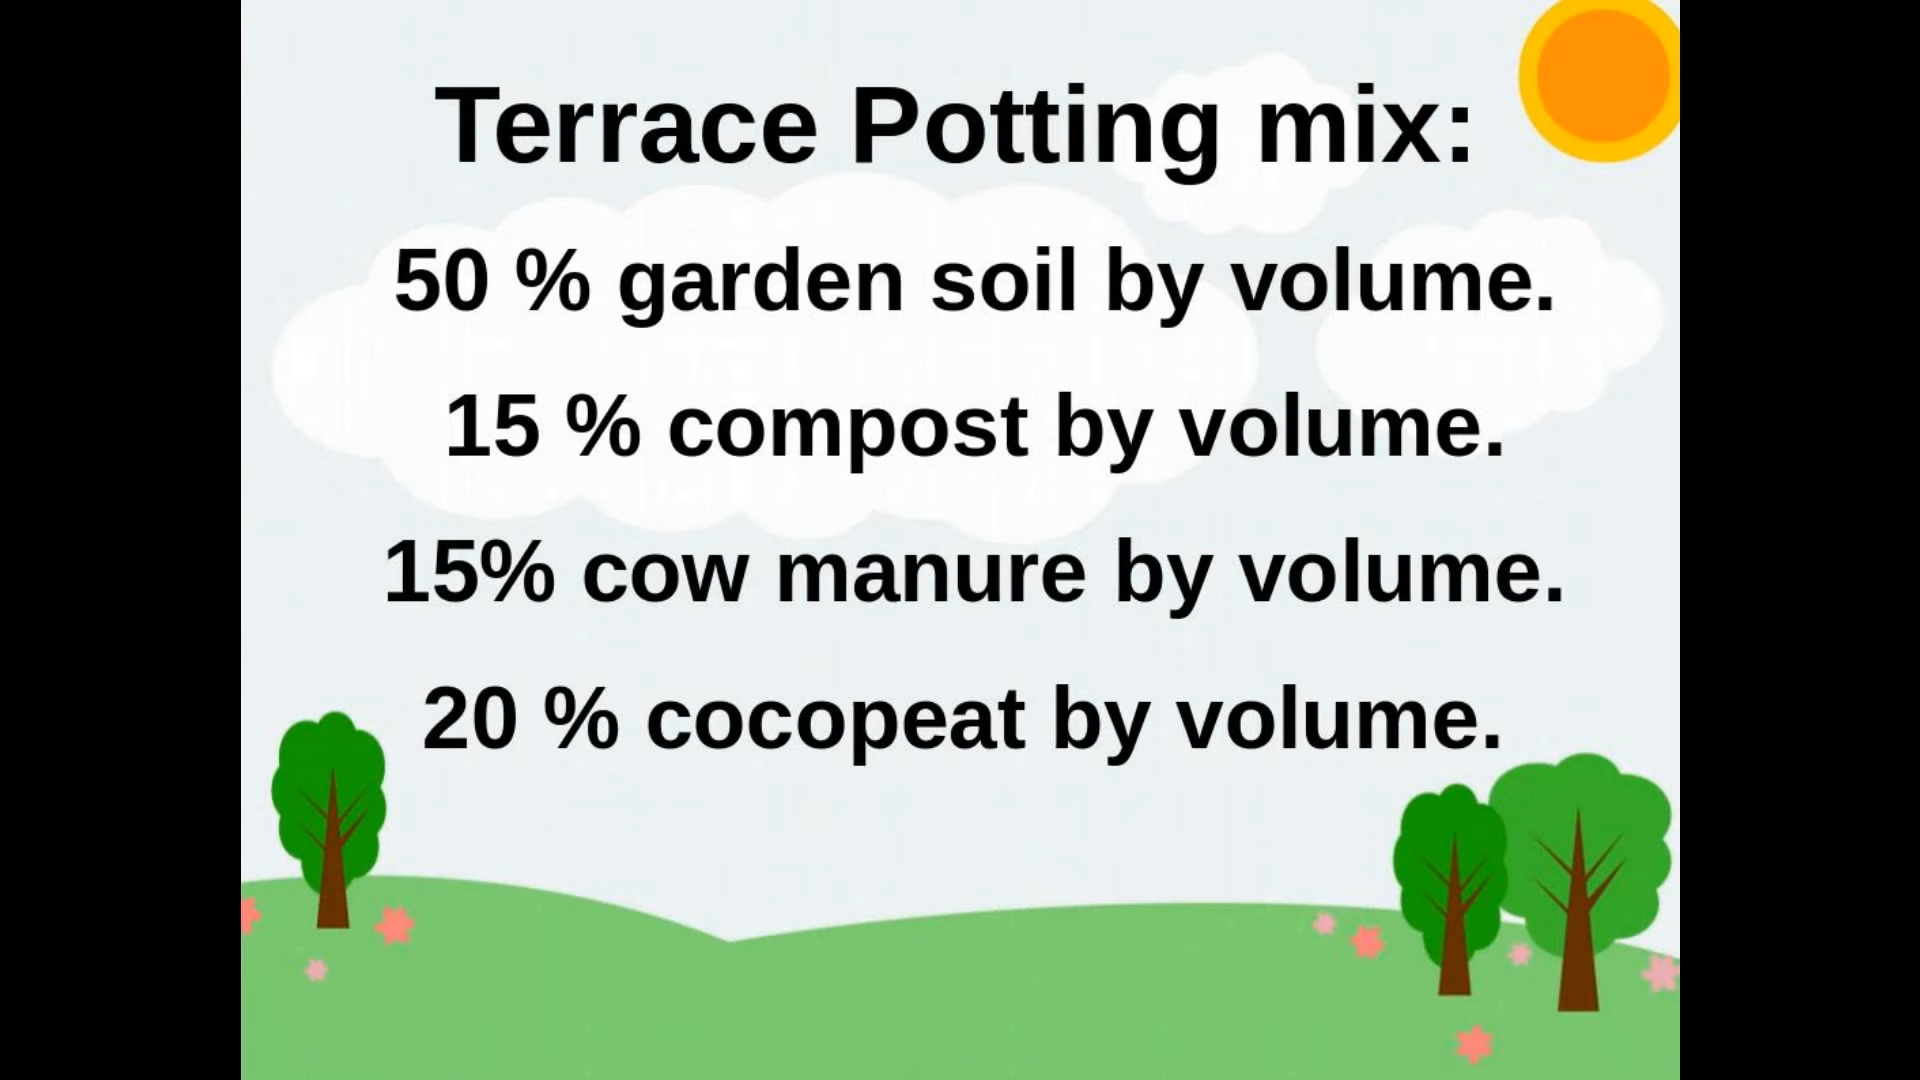 Terrace Potting mix:
50 % garden soil by volume.
15 % compost by volume.
15% cow manure by volume.
20 % cocopeat by volume.